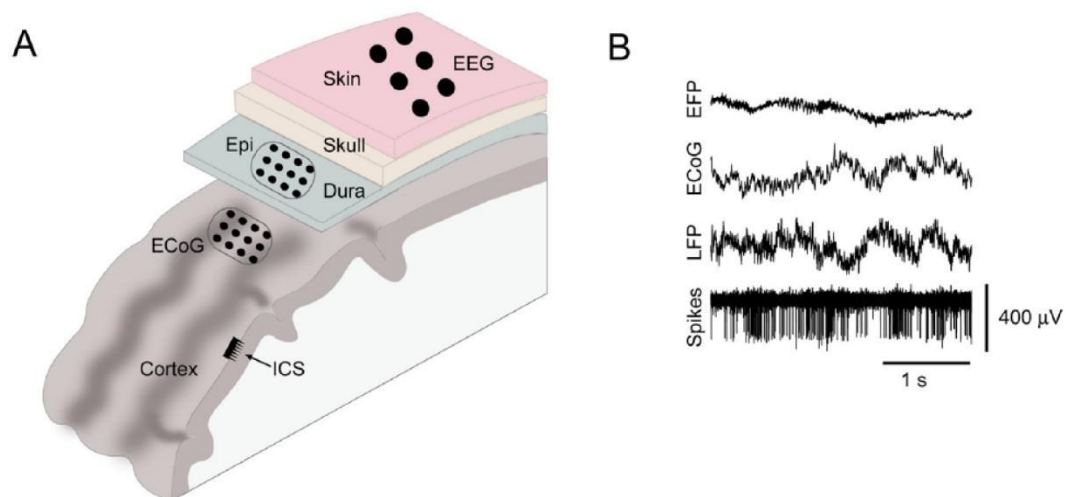 A
Skin
EEG
Skull
Epi
Dura
ECoG
Cortex
ICS
B
EFP
ECoG
LFP
Spikes
400 μV
1 s